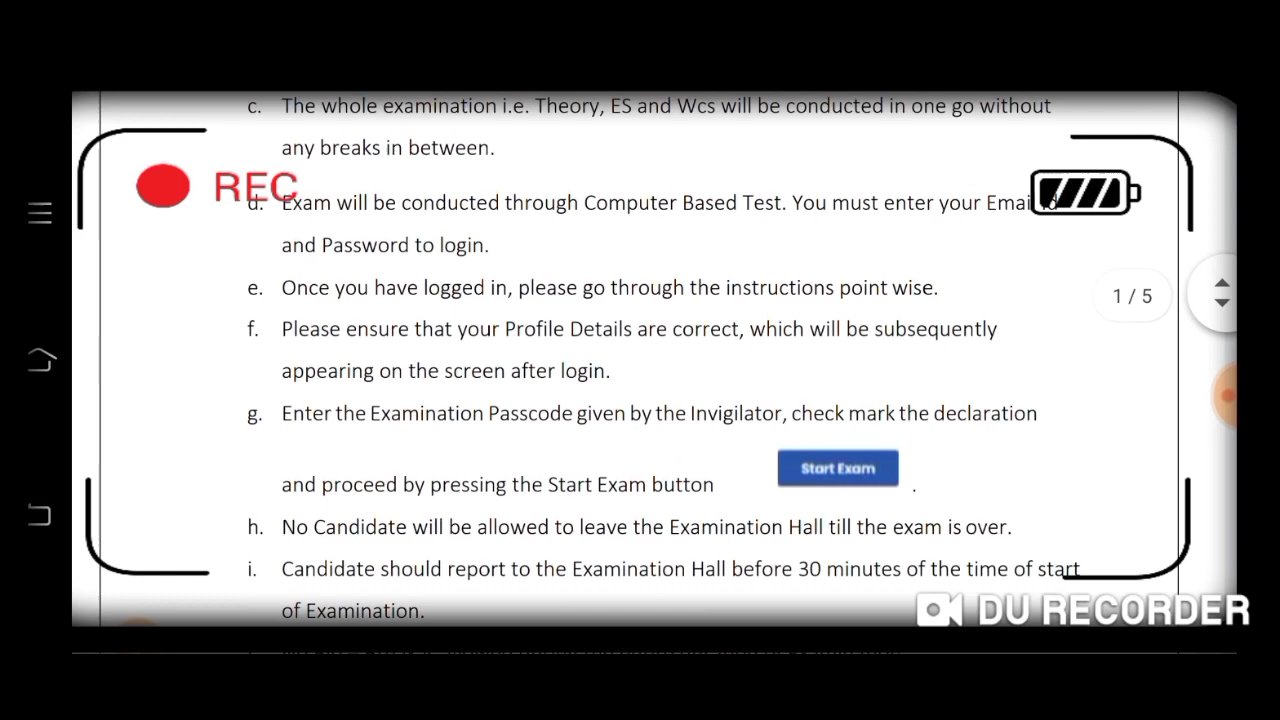 c. The whole examination i.e. Theory, ES and Wcs will be conducted in one go without
any breaks in between.
REC
d. Exam will be conducted through Computer Based Test. You must enter your Email Id
and Password to login.
e. Once you have logged in, please go through the instructions point wise.
1 / 5
f. Please ensure that your Profile Details are correct, which will be subsequently
appearing on the screen after login.
g. Enter the Examination Passcode given by the Invigilator, check mark the declaration
Start Exam
and proceed by pressing the Start Exam button .
h. No Candidate will be allowed to leave the Examination Hall till the exam is over.
i. Candidate should report to the Examination Hall before 30 minutes of the time of start
of Examination.
DU RECORDER